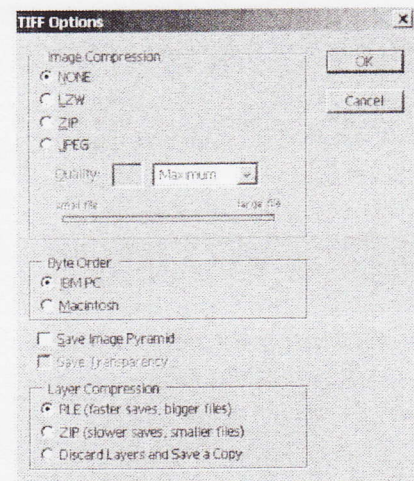 TIFF Options
Image Compression
NONE
LZW
ZIP
JPEG
Quality: Maximum
small file large file
Byte Order
IBM PC
Macintosh
Save Image Pyramid
Save Transparency
Layer Compression
RLE (faster saves, bigger files)
ZIP (slower saves, smaller files)
Discard Layers and Save a Copy
OK
Cancel